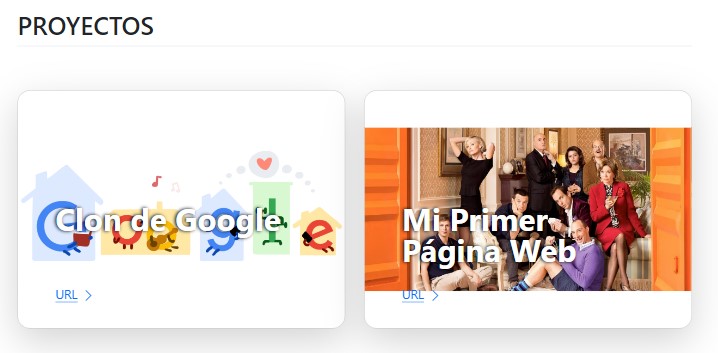 PROYECTOS
Clon de Google
URL
Mi Primer
Página Web
URL